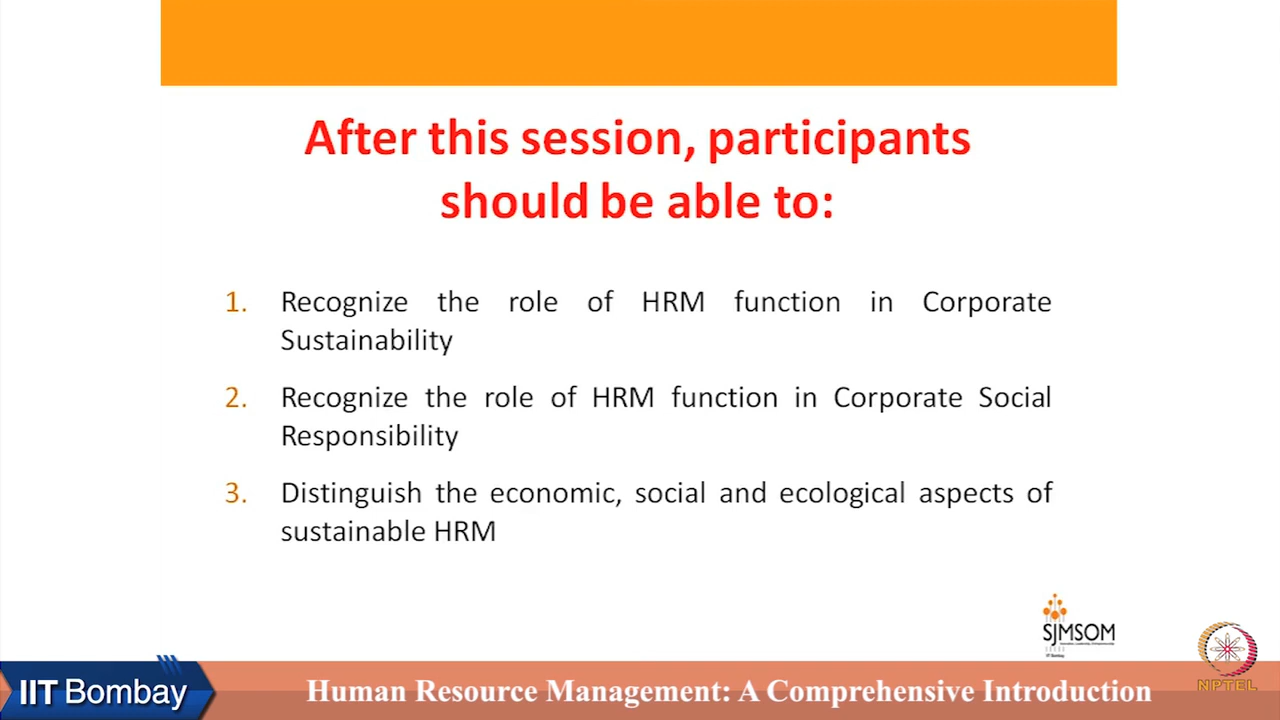 After this session, participants
should be able to:
1. Recognize the role of HRM function in Corporate
Sustainability
2. Recognize the role of HRM function in Corporate Social
Responsibility
3. Distinguish the economic, social and ecological aspects of
sustainable HRM
SJMSOM
IIT Bombay
NPTEL
IIT Bombay
Human Resource Management: A Comprehensive Introduction